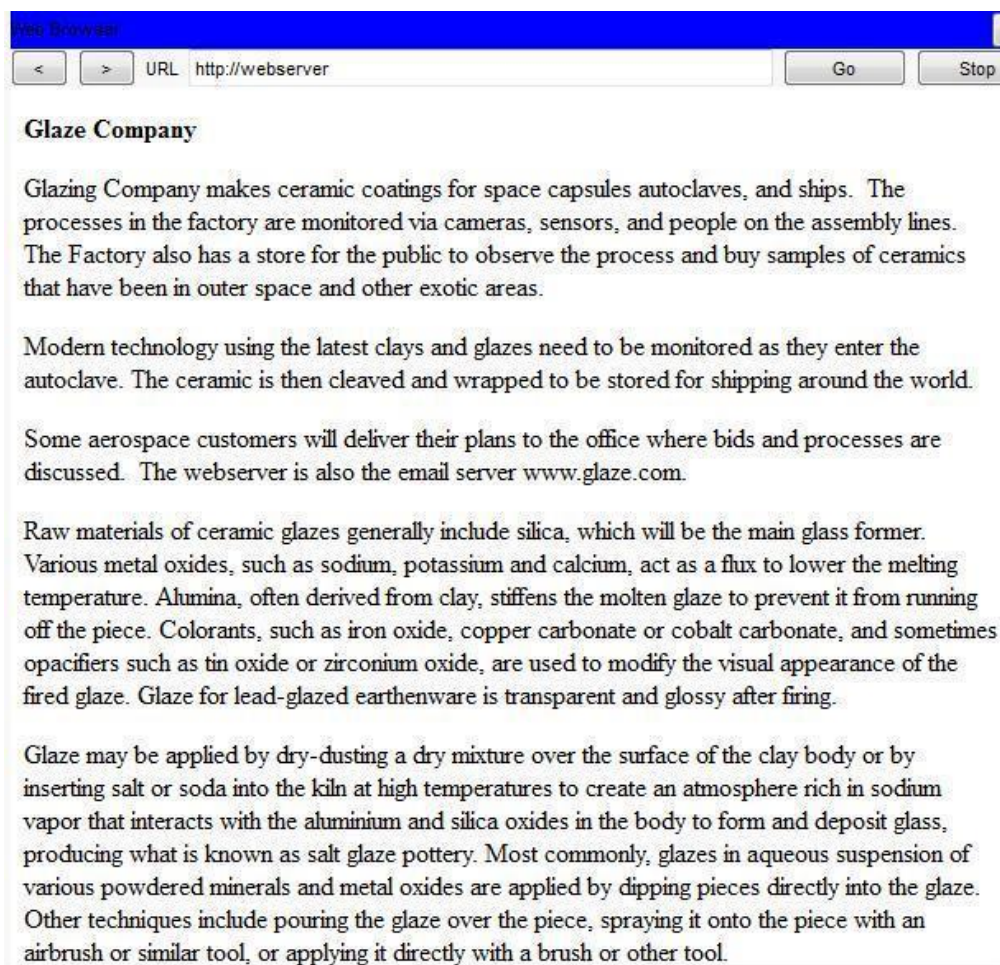 Web Browser
< > URL http://webserver Go Stop
Glaze Company
Glazing Company makes ceramic coatings for space capsules autoclaves, and ships.  The
processes in the factory are monitored via cameras, sensors, and people on the assembly lines.
The Factory also has a store for the public to observe the process and buy samples of ceramics
that have been in outer space and other exotic areas.
Modern technology using the latest clays and glazes need to be monitored as they enter the
autoclave. The ceramic is then cleaved and wrapped to be stored for shipping around the world.
Some aerospace customers will deliver their plans to the office where bids and processes are
discussed.  The webserver is also the email server www.glaze.com.
Raw materials of ceramic glazes generally include silica, which will be the main glass former.
Various metal oxides, such as sodium, potassium and calcium, act as a flux to lower the melting
temperature. Alumina, often derived from clay, stiffens the molten glaze to prevent it from running
off the piece. Colorants, such as iron oxide, copper carbonate or cobalt carbonate, and sometimes
opacifiers such as tin oxide or zirconium oxide, are used to modify the visual appearance of the
fired glaze. Glaze for lead-glazed earthenware is transparent and glossy after firing.
Glaze may be applied by dry-dusting a dry mixture over the surface of the clay body or by
inserting salt or soda into the kiln at high temperatures to create an atmosphere rich in sodium
vapor that interacts with the aluminium and silica oxides in the body to form and deposit glass,
producing what is known as salt glaze pottery. Most commonly, glazes in aqueous suspension of
various powdered minerals and metal oxides are applied by dipping pieces directly into the glaze.
Other techniques include pouring the glaze over the piece, spraying it onto the piece with an
airbrush or similar tool, or applying it directly with a brush or other tool.